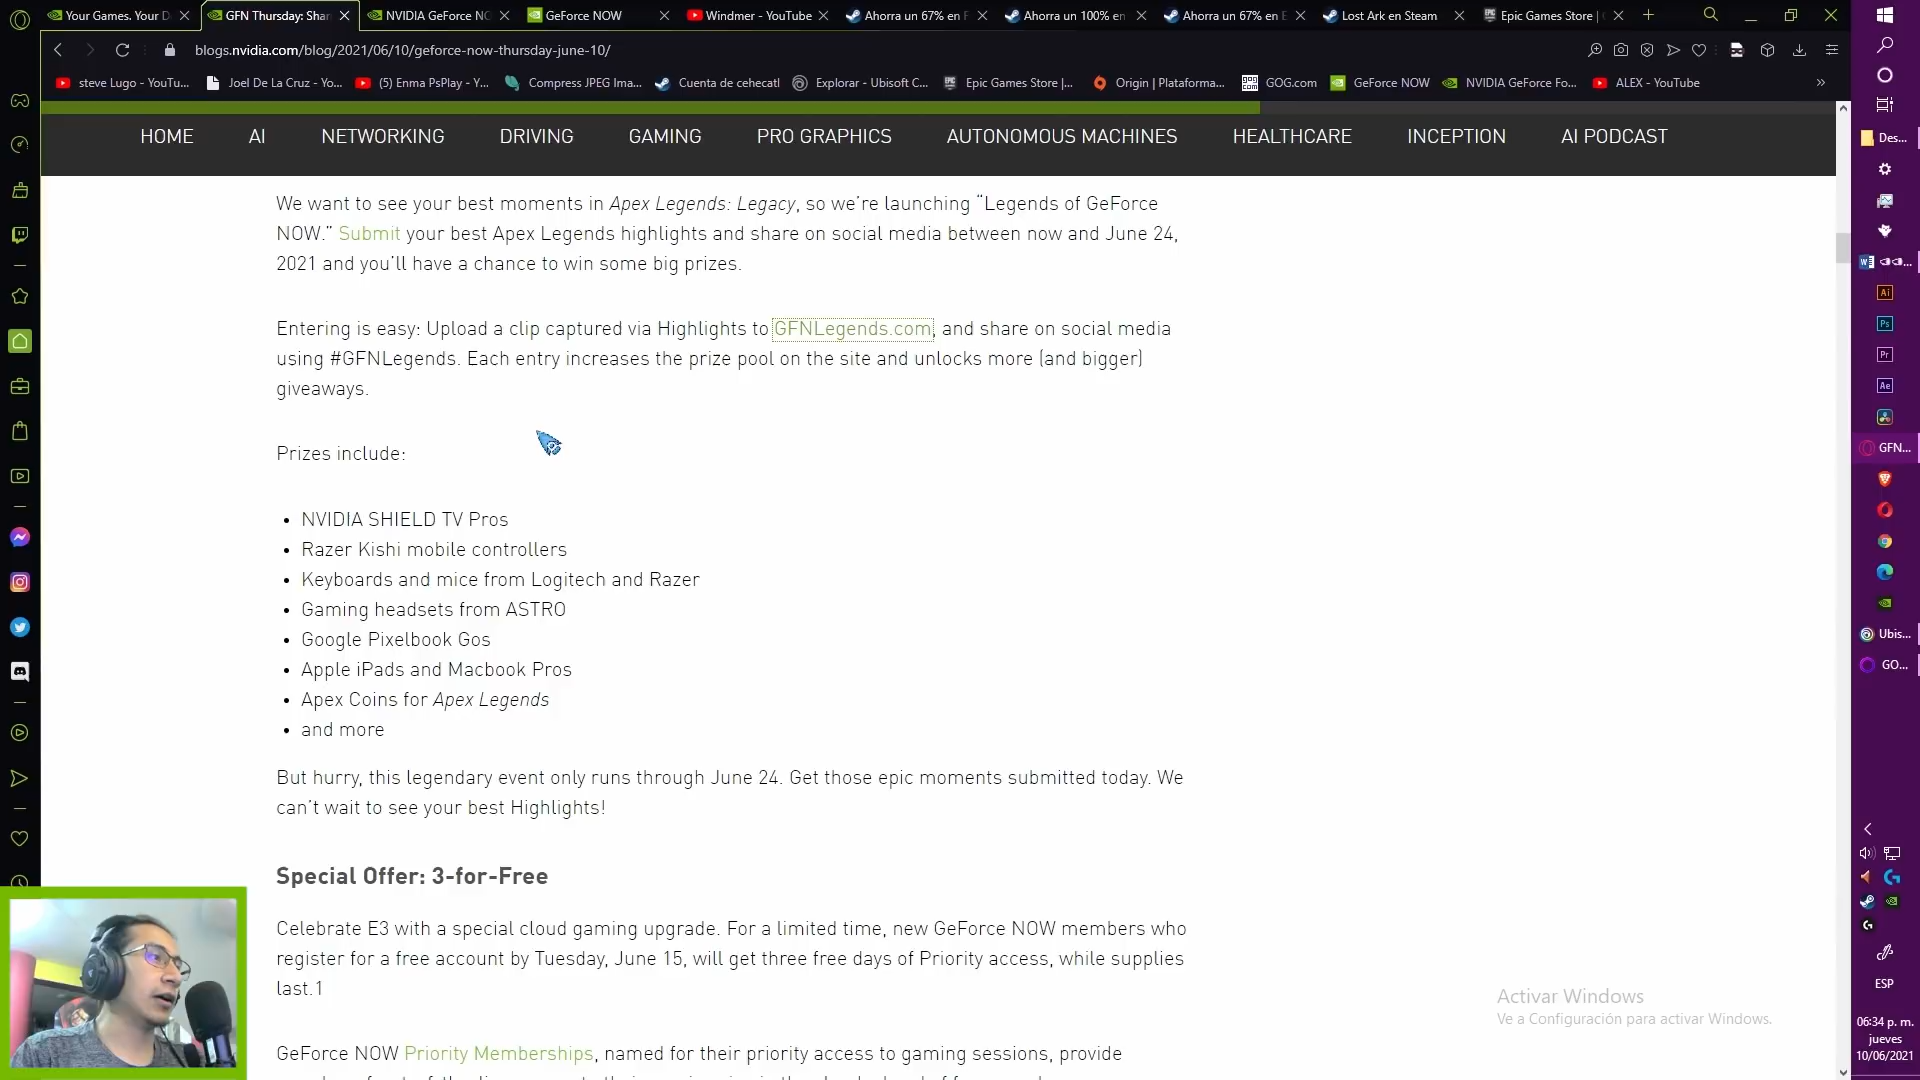 Your Games. Your D
GFN Thursday: Shar
NVIDIA GeForce NO
GeForce NOW
Windmer - YouTube
Ahorra un 67% en F
Ahorra un 100% en
Ahorra un 67% en E
Lost Ark en Steam
Epic Games Store |
blogs.nvidia.com/blog/2021/06/10/geforce-now-thursday-june-10/
steve Lugo - YouTu...
Joel De La Cruz - Yo...
(5) Enma PsPlay - Y...
Compress JPEG Ima...
Cuenta de cehecatl
Explorar - Ubisoft C...
Epic Games Store |...
Origin | Plataforma...
GOG.com
GeForce NOW
NVIDIA GeForce Fo...
ALEX - YouTube
HOME AI NETWORKING DRIVING GAMING PRO GRAPHICS AUTONOMOUS MACHINES HEALTHCARE INCEPTION AI PODCAST
We want to see your best moments in Apex Legends: Legacy, so we're launching “Legends of GeForce
NOW.” Submit your best Apex Legends highlights and share on social media between now and June 24,
2021 and you'll have a chance to win some big prizes.
Entering is easy: Upload a clip captured via Highlights to GFNLegends.com, and share on social media
using #GFNLegends. Each entry increases the prize pool on the site and unlocks more (and bigger)
giveaways.
Prizes include:
• NVIDIA SHIELD TV Pros
• Razer Kishi mobile controllers
• Keyboards and mice from Logitech and Razer
• Gaming headsets from ASTRO
• Google Pixelbook Gos
• Apple iPads and Macbook Pros
• Apex Coins for Apex Legends
• and more
But hurry, this legendary event only runs through June 24. Get those epic moments submitted today. We
can't wait to see your best Highlights!
Special Offer: 3-for-Free
Celebrate E3 with a special cloud gaming upgrade. For a limited time, new GeForce NOW members who
register for a free account by Tuesday, June 15, will get three free days of Priority access, while supplies
last.1
GeForce NOW Priority Memberships, named for their priority access to gaming sessions, provide
Activar Windows
Ve a Configuración para activar Windows.
Des...
Ai
Ps
Pr
Ae
GFN...
Ubis...
GO...
ESP
06:34 p. m.
jueves
10/06/2021